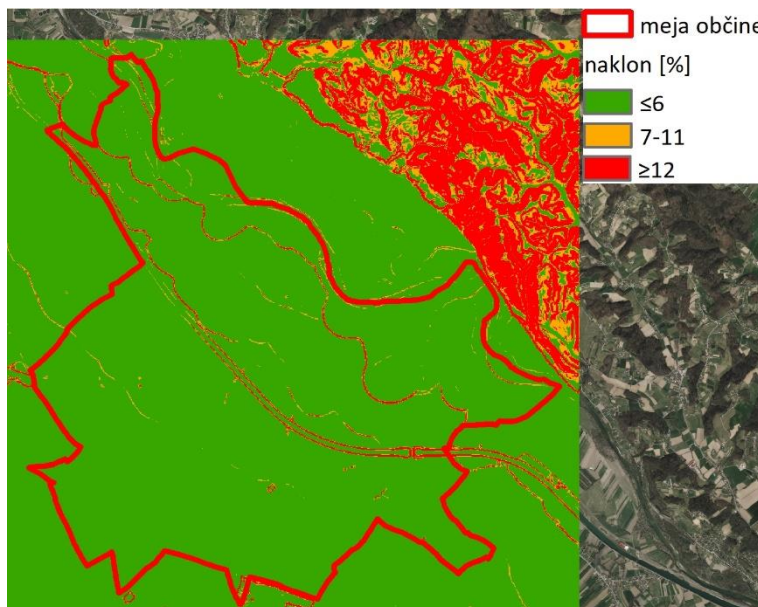 meja občine
naklon [%]
≤6
7-11
≥12